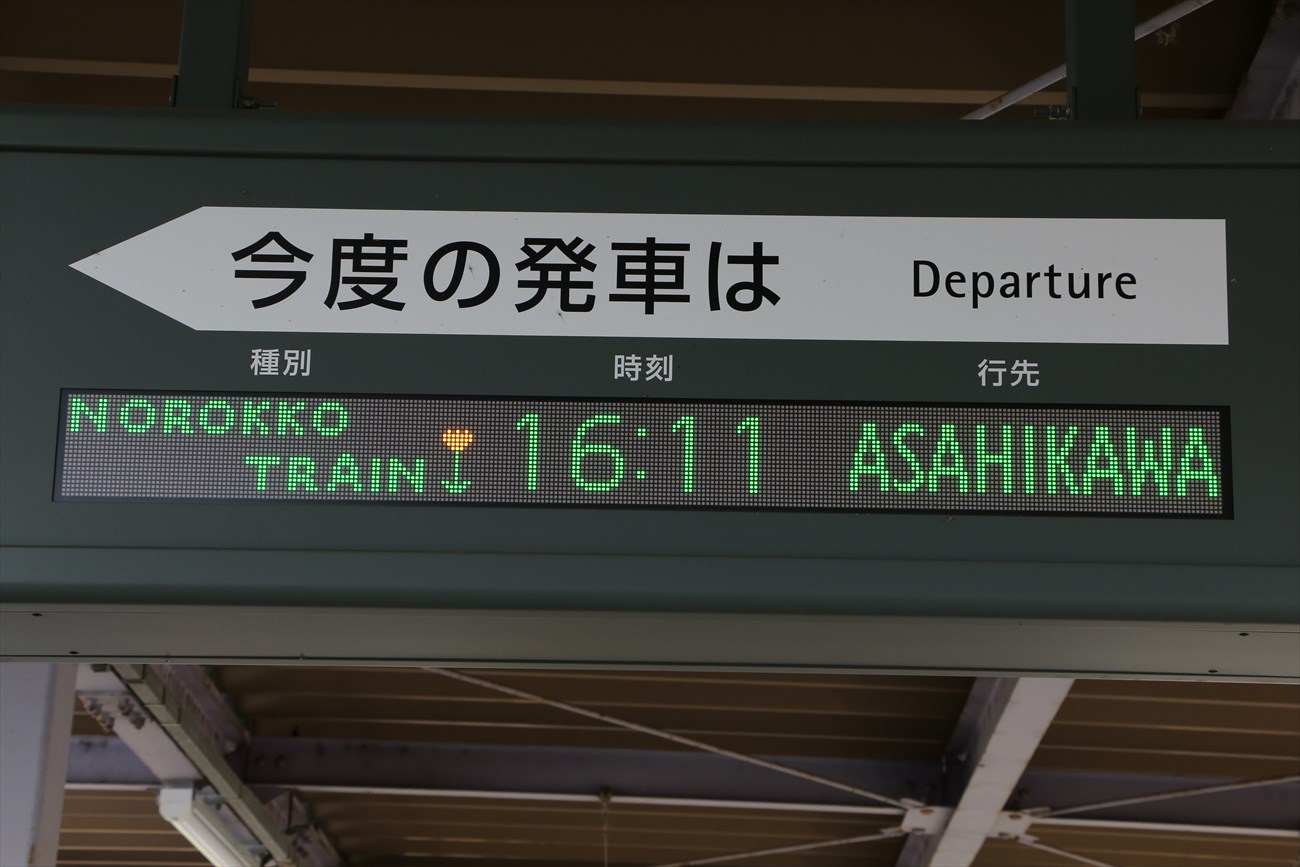 今度の発車は Departure
種別 時刻 行先
NOROKKO
TRAIN 16:11 ASAHIKAWA